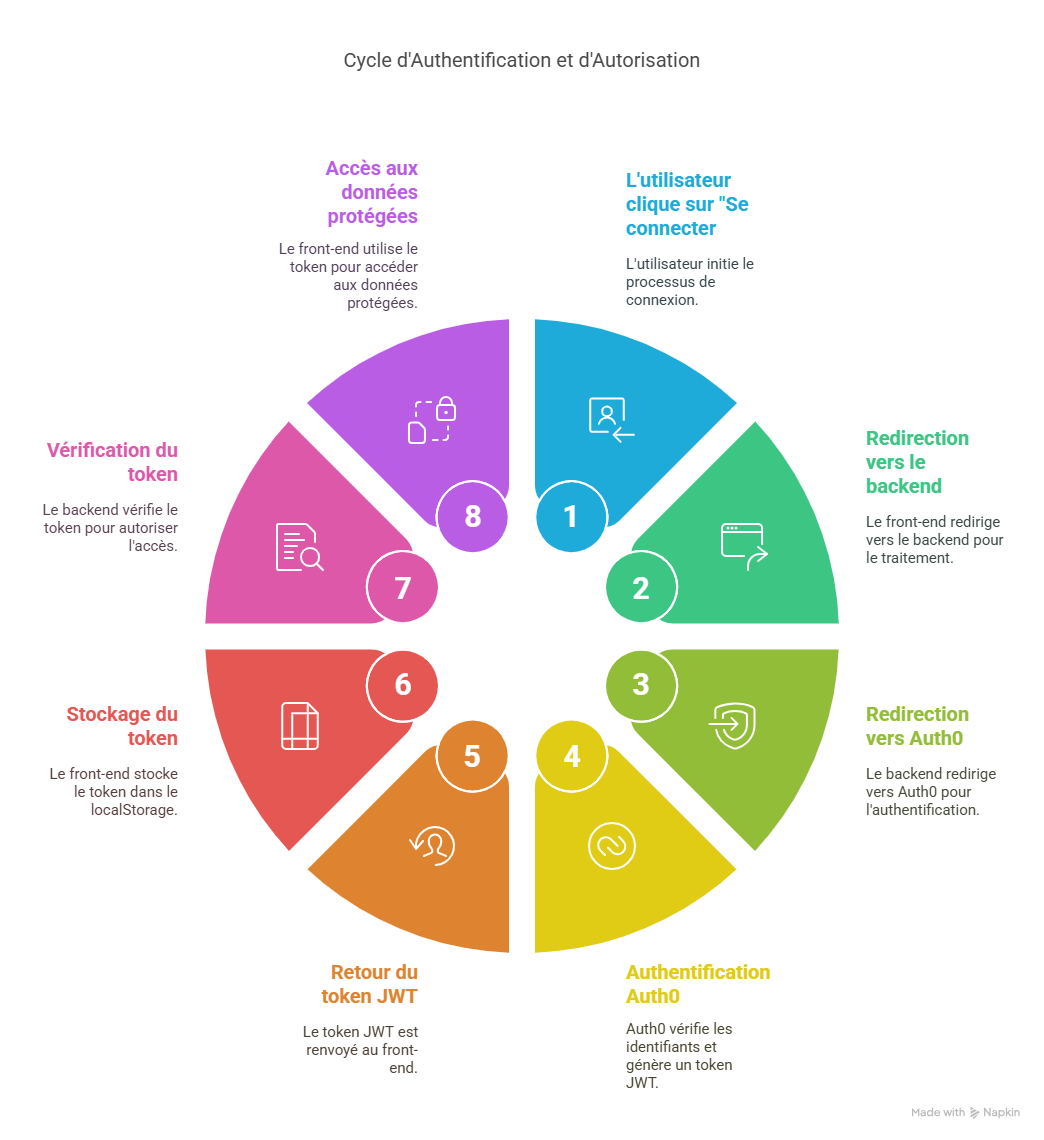 Cycle d'Authentification et d'Autorisation
L'utilisateur
clique sur "Se
connecter
L'utilisateur initie le
processus de
connexion.
1
Redirection
vers le
backend
Le front-end redirige
vers le backend pour
le traitement.
2
Redirection
vers Auth0
Le backend redirige
vers Auth0 pour
l'authentification.
3
Authentification
Auth0
Auth0 vérifie les
identifiants et
génère un token
JWT.
4
Retour du
token JWT
Le token JWT est
renvoyé au front-
end.
5
Stockage du
token
Le front-end stocke
le token dans le
localStorage.
6
Vérification du
token
Le backend vérifie le
token pour autoriser
l'accès.
7
Accès aux
données
protégées
Le front-end utilise le
token pour accéder
aux données
protégées.
8
Made with Napkin